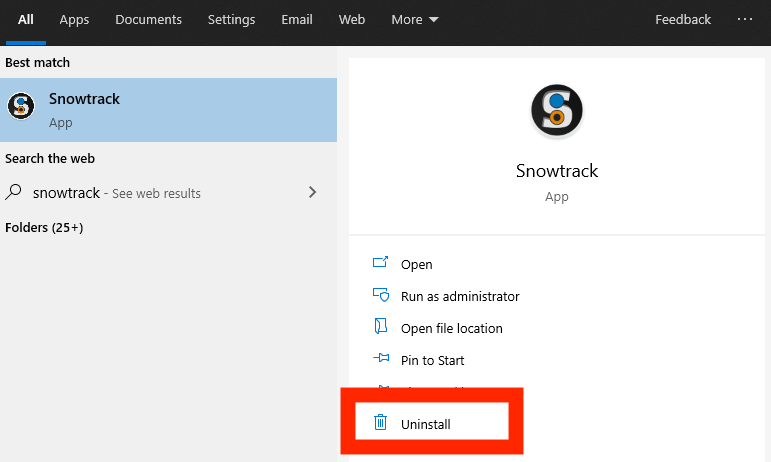 All Apps Documents Settings Email Web More Feedback ...
Best match
Snowtrack
App
Search the web
snowtrack - See web results
Folders (25+)
S
Snowtrack
App
Open
Run as administrator
Open file location
Pin to Start
Uninstall